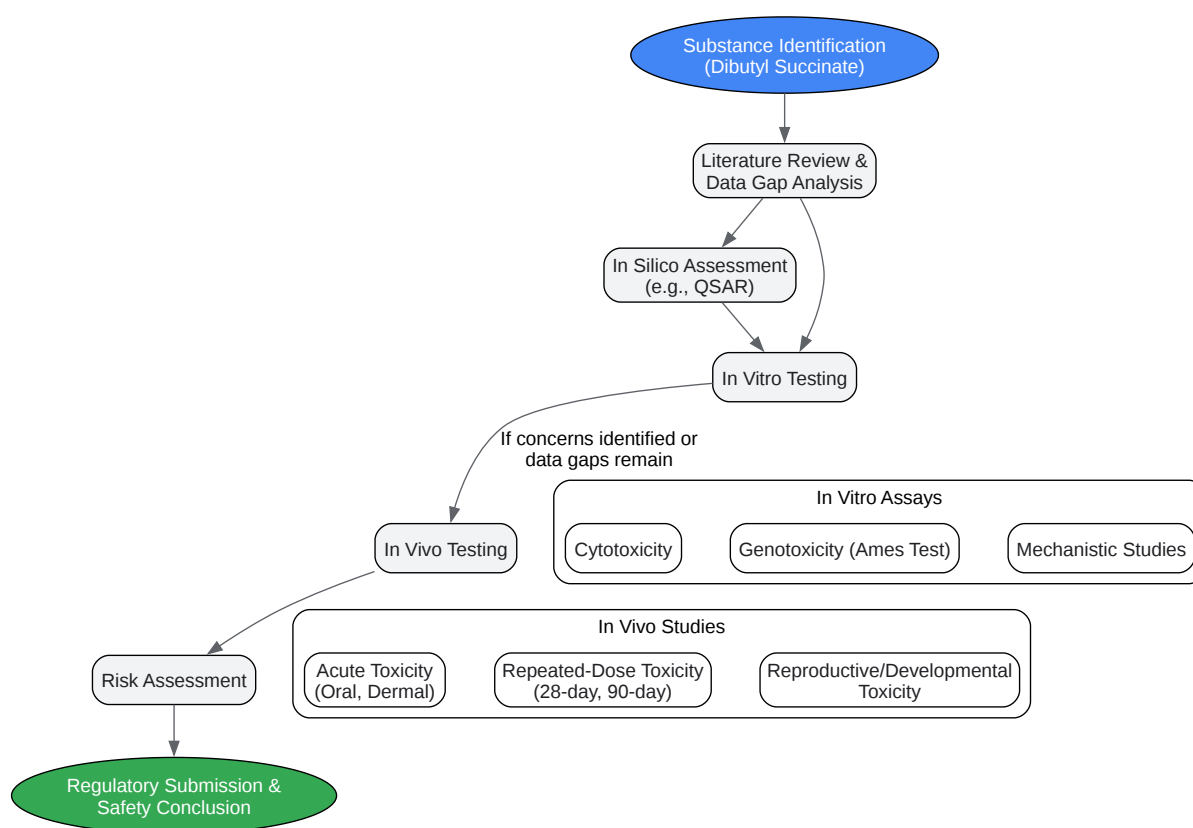 Substance Identification
(Dibutyl Succinate)
Literature Review &
Data Gap Analysis
In Silico Assessment
(e.g., QSAR)
In Vitro Testing
If concerns identified or
data gaps remain
In Vitro Assays
Cytotoxicity
Genotoxicity (Ames Test)
Mechanistic Studies
In Vivo Testing
In Vivo Studies
Acute Toxicity
(Oral, Dermal)
Repeated-Dose Toxicity
(28-day, 90-day)
Reproductive/Developmental
Toxicity
Risk Assessment
Regulatory Submission &
Safety Conclusion